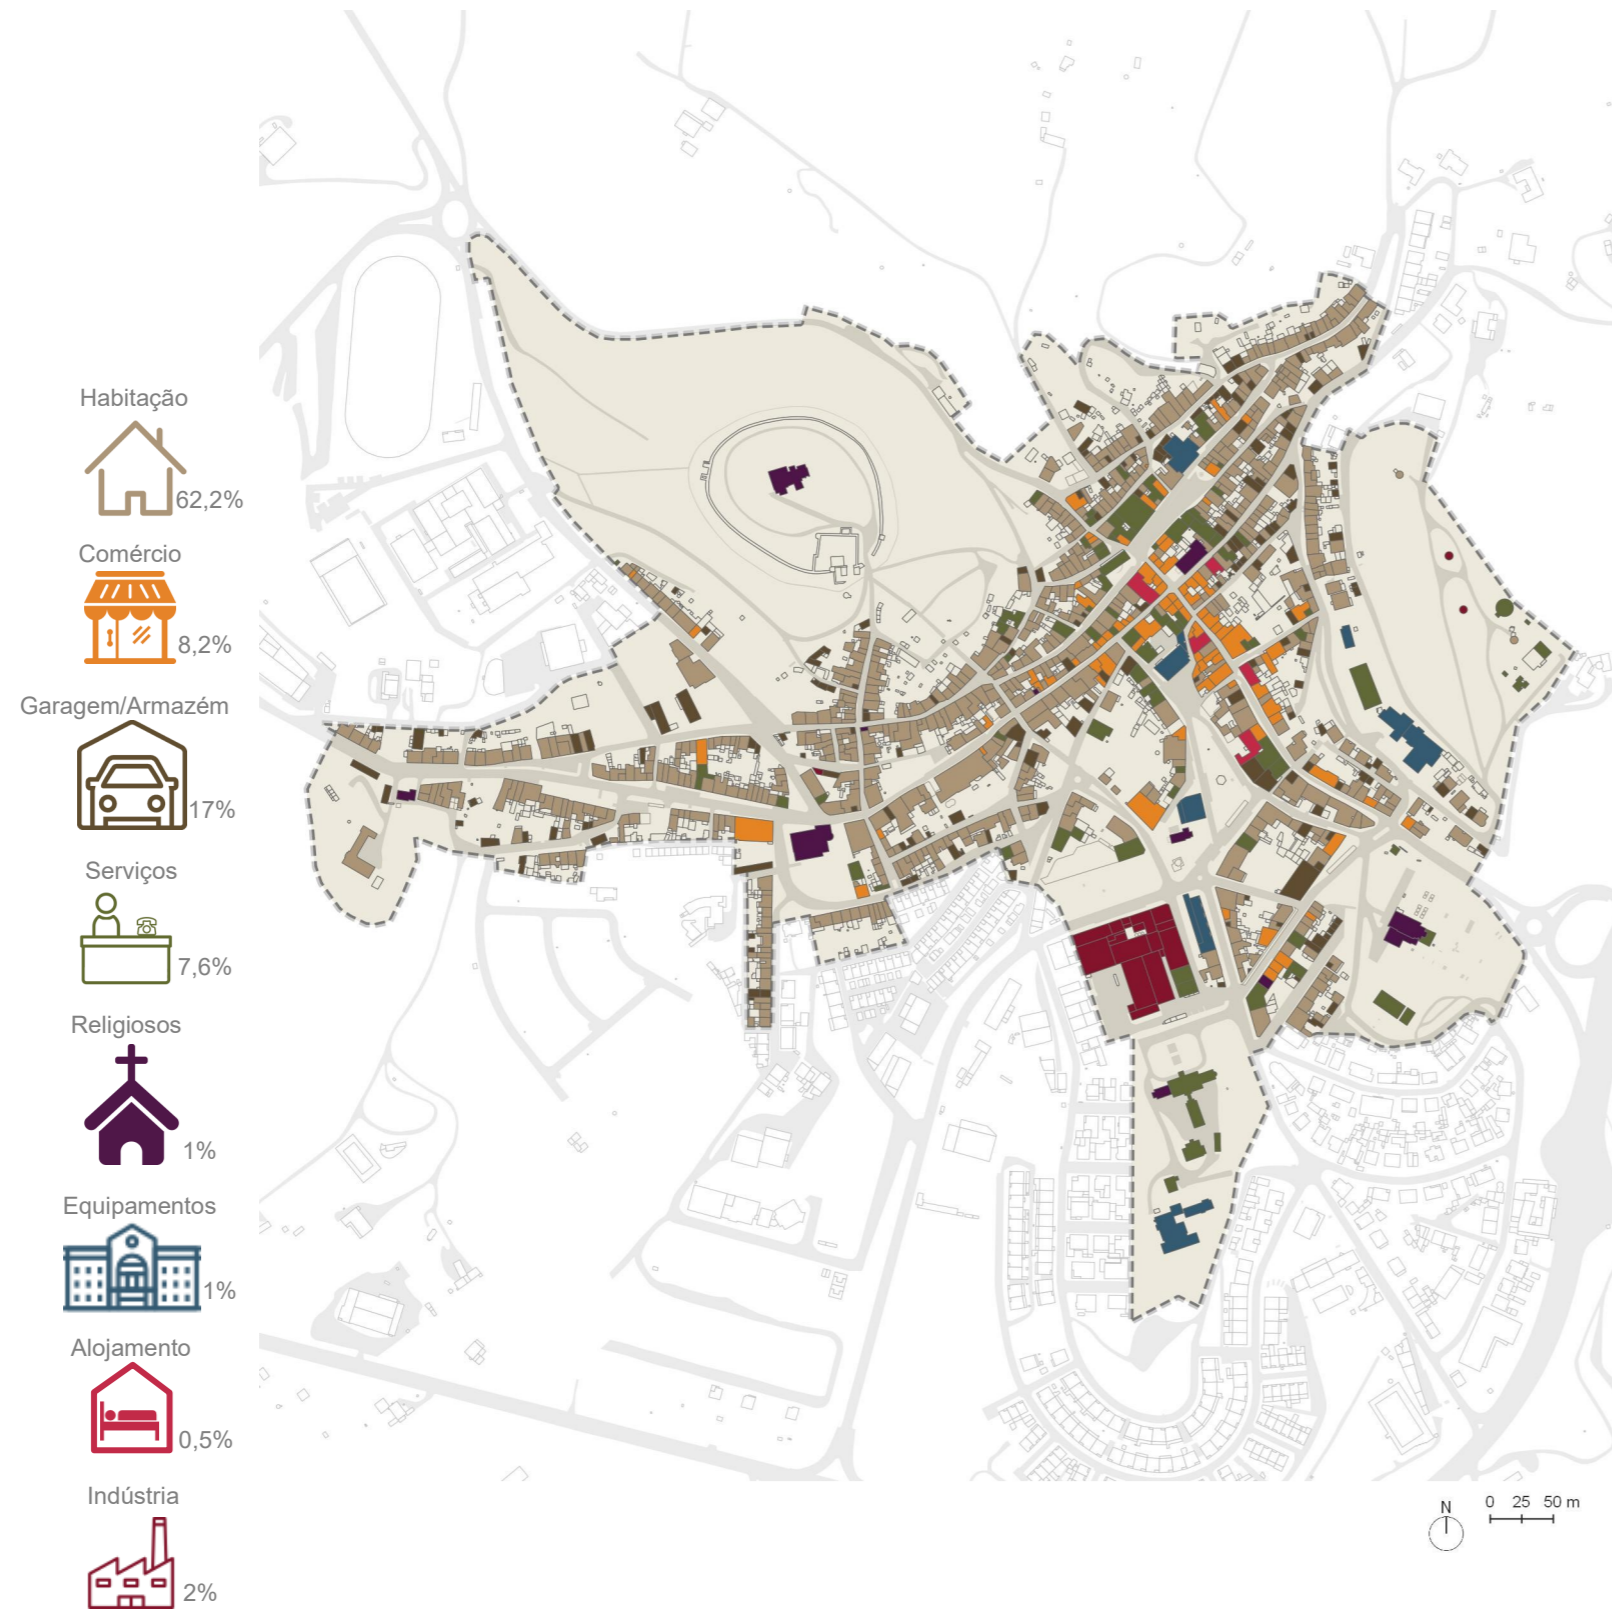 Habitação
62,2%
Comércio
8,2%
Garagem/Armazém
17%
Serviços
7,6%
Religiosos
1%
Equipamentos
1%
Alojamento
0,5%
Indústria
2%
N
0 25 50 m